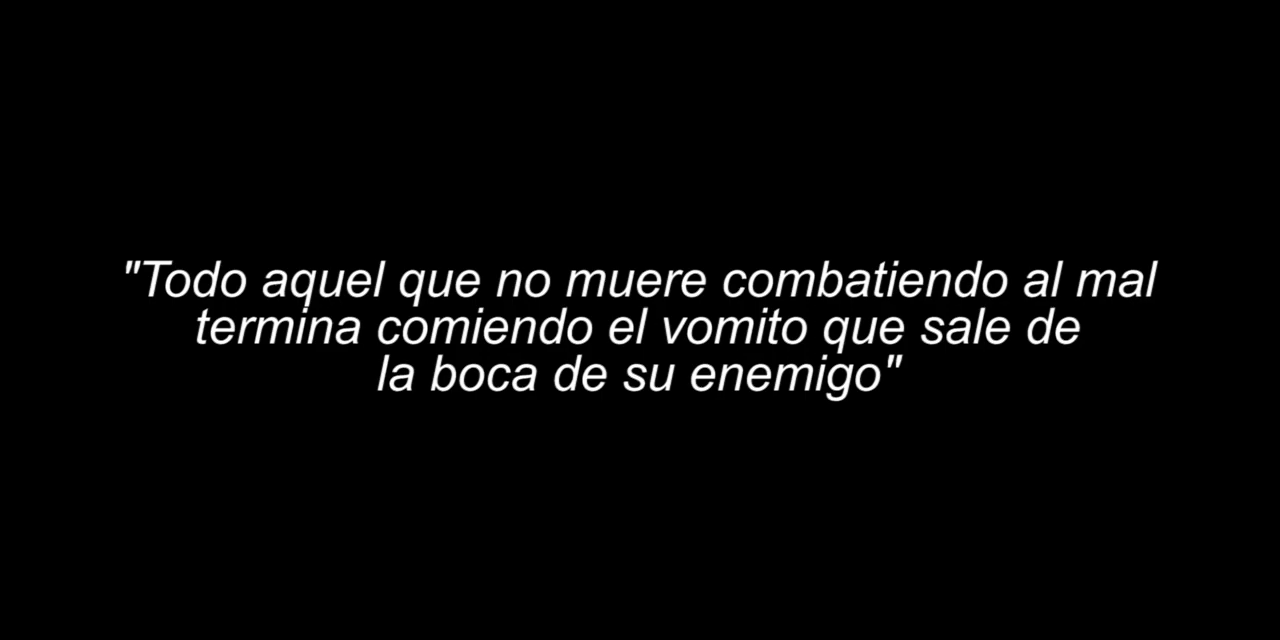 "Todo aquel que no muere combatiendo al mal
termina comiendo el vomito que sale de
la boca de su enemigo"